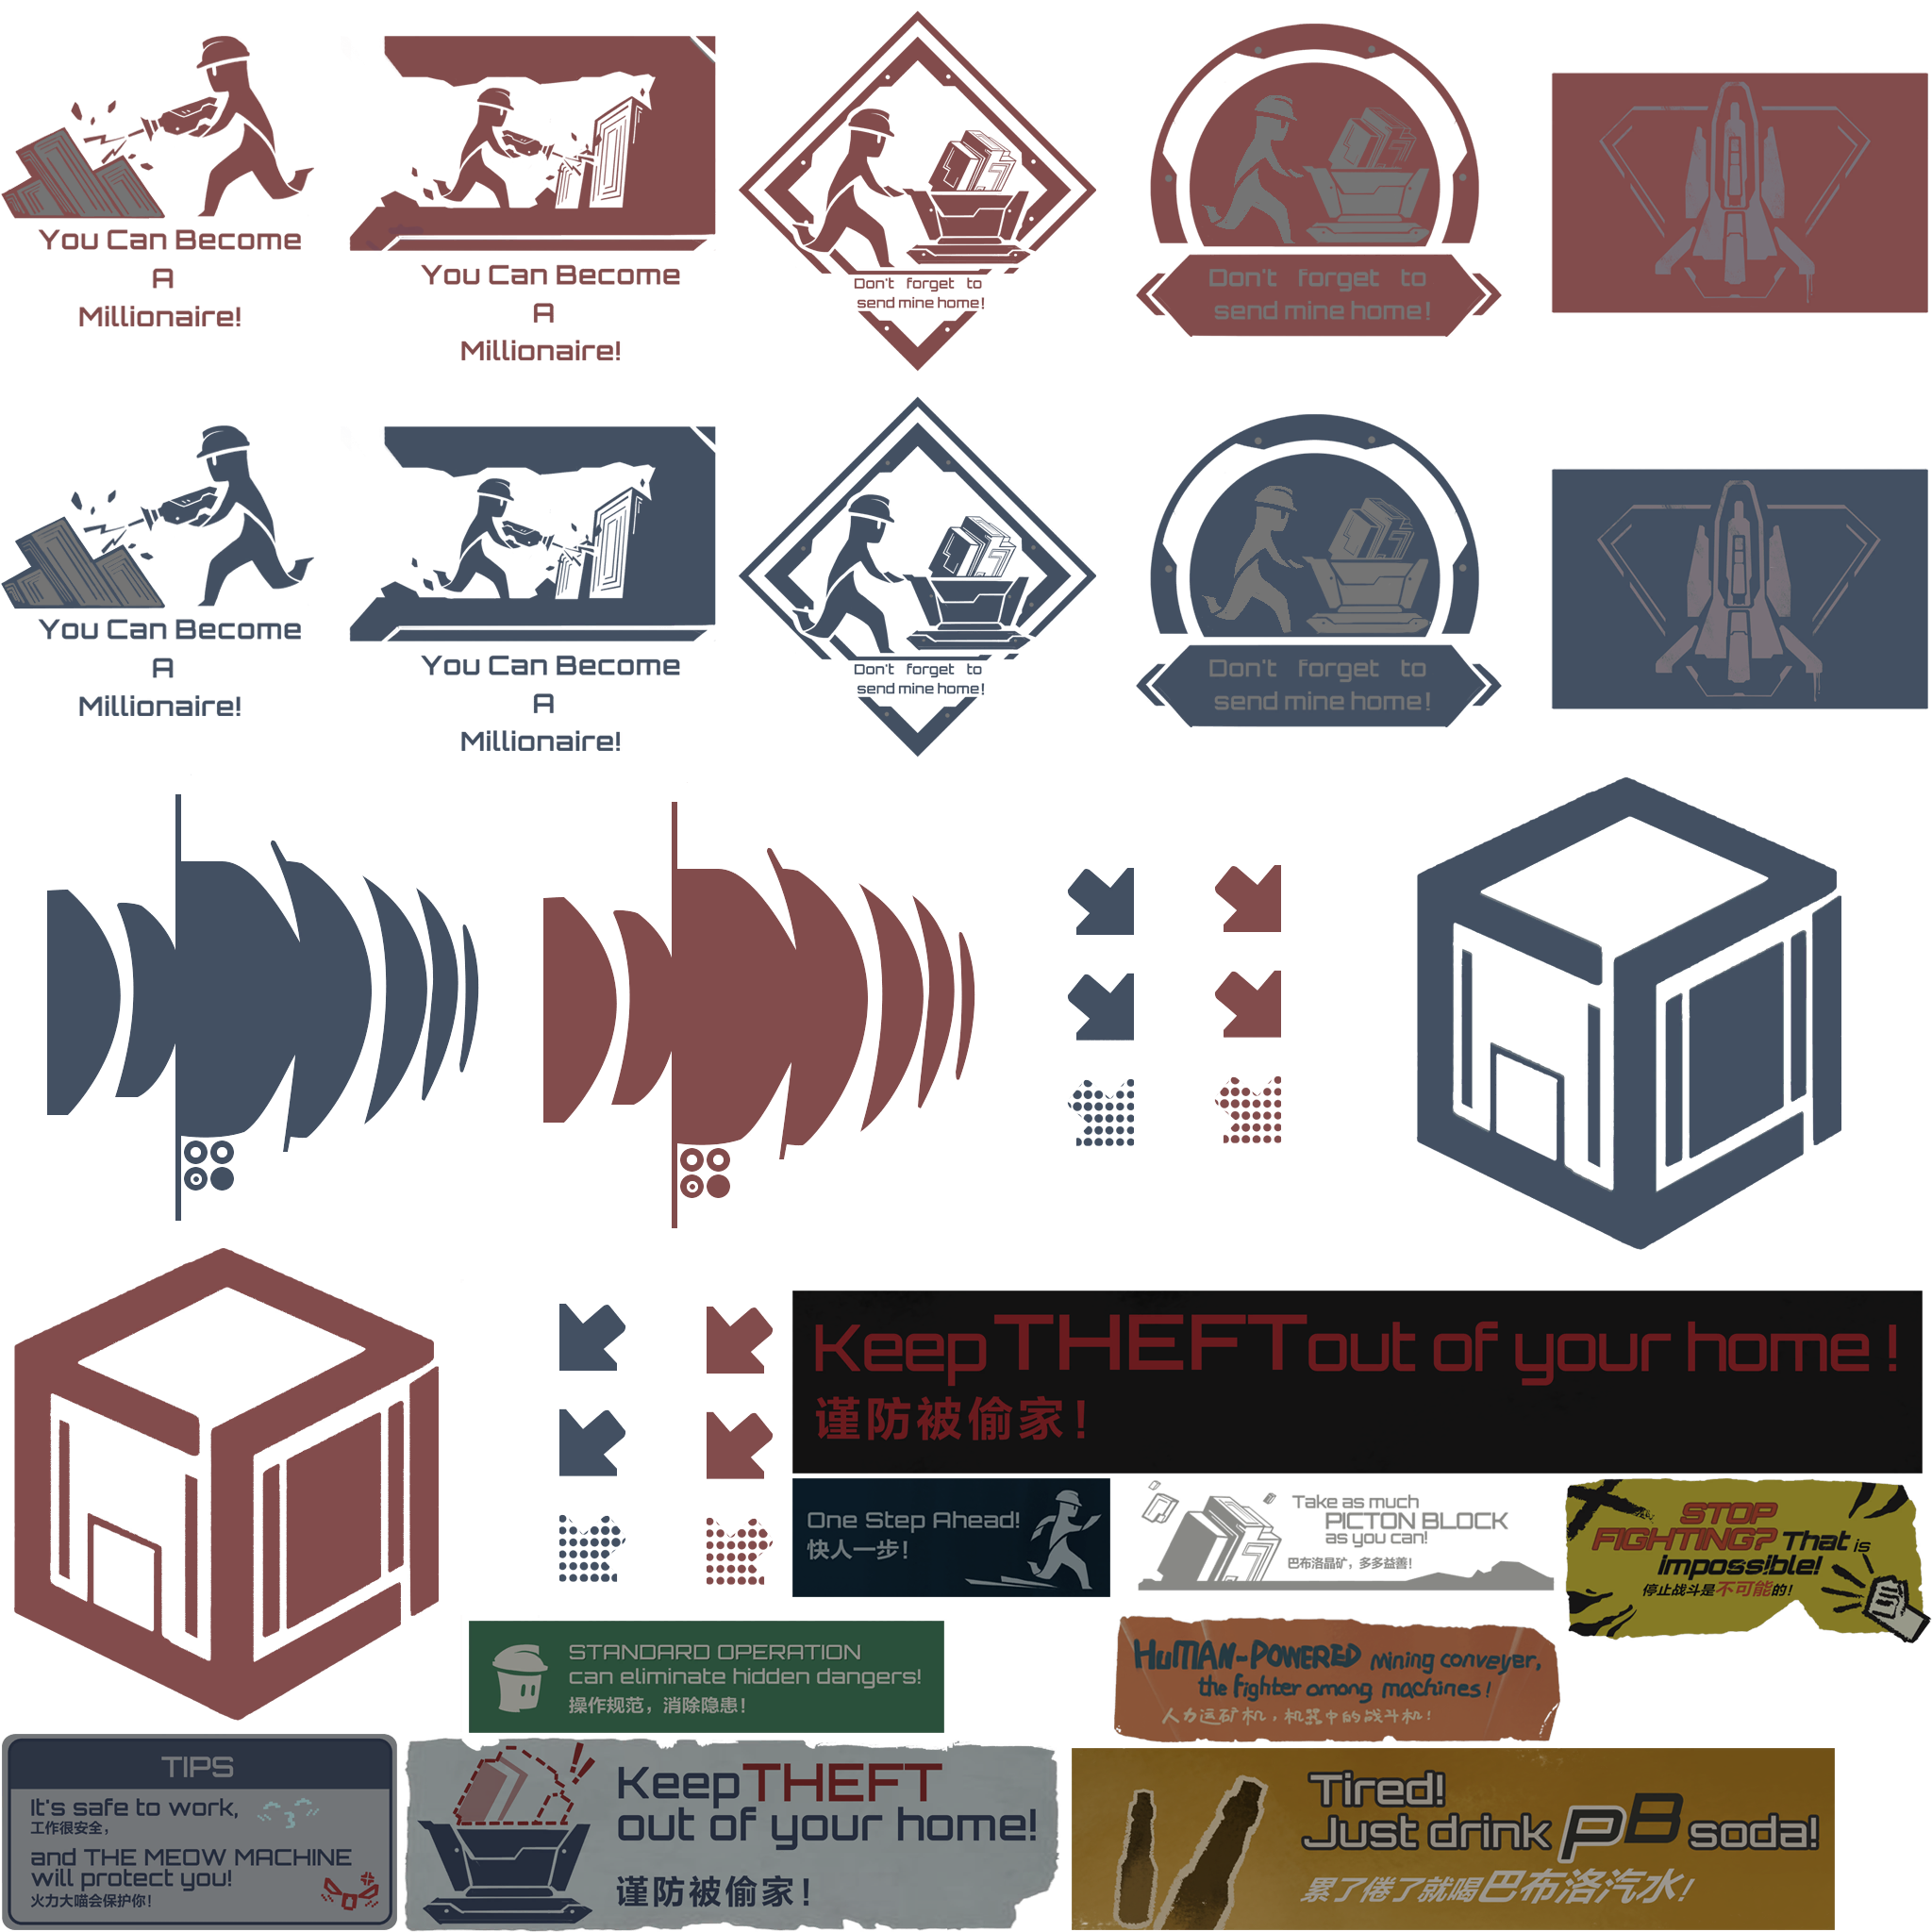 You Can Become
A
Millionaire!
You Can Become
A
Millionaire!
Don't forget to
send mine home!
Don't forget to
send mine home!
You Can Become
A
Millionaire!
You Can Become
A
Millionaire!
Don't forget to
send mine home!
Don't forget to
send mine home!
Keep THEFT out of your home!
谨防被偷家！
One Step Ahead!
快人一步！
Take as much
PICTON BLOCK
as you can!
巴布洛晶矿，多多益善！
STOP
FIGHTING? That is
impossible!
停止战斗是不可能的！
STANDARD OPERATION
can eliminate hidden dangers!
操作规范，消除隐患！
HUMAN-POWERED Mining conveyer,
the fighter among machines!
人力运矿机，机器中的战斗机！
TIPS
It's safe to work,
工作很安全，
and THE MEOW MACHINE
will protect you!
火力大喵会保护你！
Keep THEFT
out of your home!
谨防被偷家！
Tired!
Just drink PB soda!
累了倦了就喝巴布洛汽水！